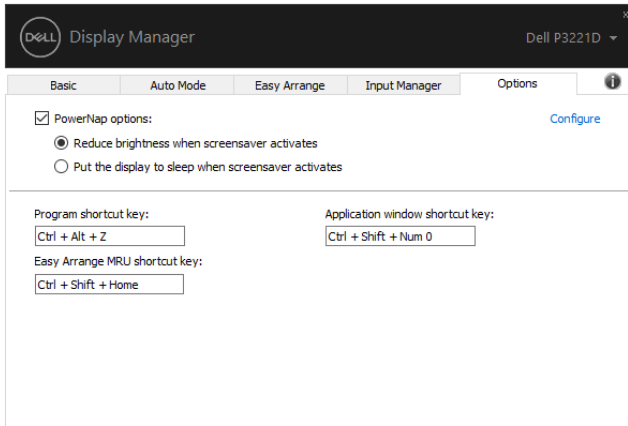 DELL Display Manager
Dell P3221D
x
Basic Auto Mode Easy Arrange Input Manager Options i
PowerNap options: Configure
Reduce brightness when screensaver activates
Put the display to sleep when screensaver activates
Program shortcut key: Application window shortcut key:
Ctrl + Alt + Z Ctrl + Shift + Num 0
Easy Arrange MRU shortcut key:
Ctrl + Shift + Home